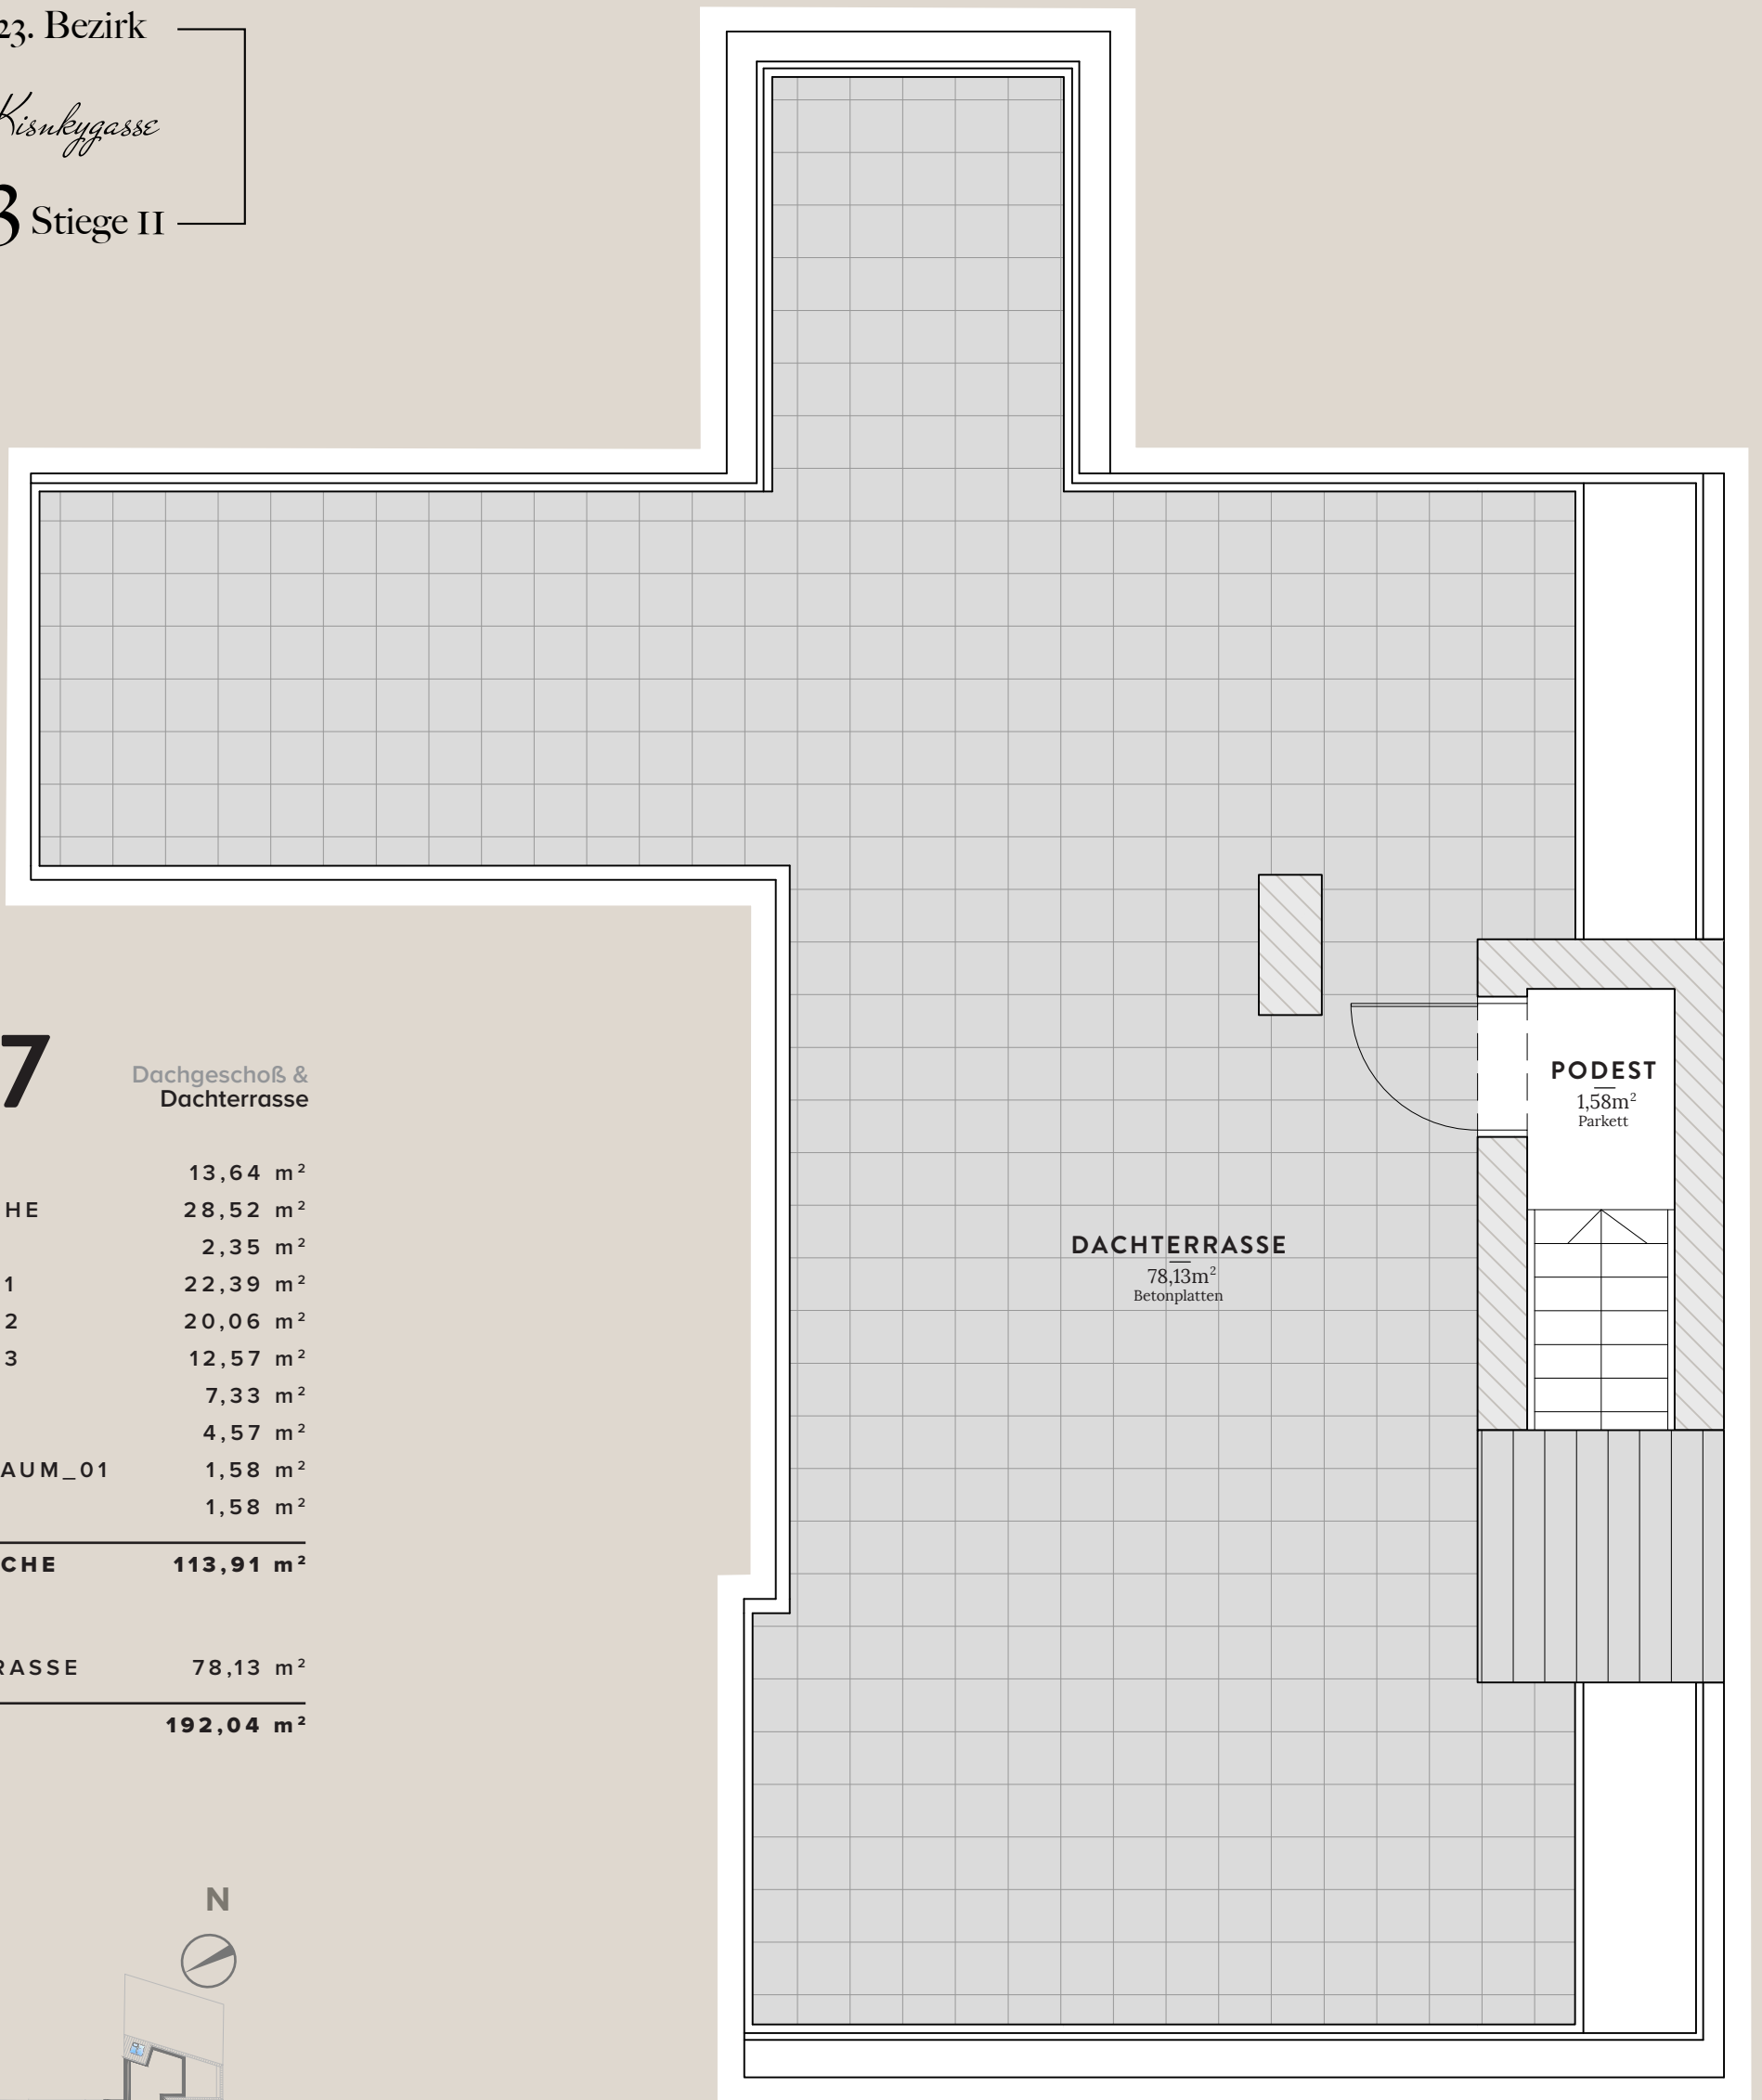 23. Bezirk
Kisnkygasse
3 Stiege II
7
Dachgeschoß &
Dachterrasse
13,64 m²
HE 28,52 m²
2,35 m²
1 22,39 m²
2 20,06 m²
3 12,57 m²
7,33 m²
4,57 m²
AUM_01 1,58 m²
1,58 m²
CHE 113,91 m²
RASSE 78,13 m²
192,04 m²
N
PODEST
1,58m²
Parkett
DACHTERRASSE
78,13m²
Betonplatten